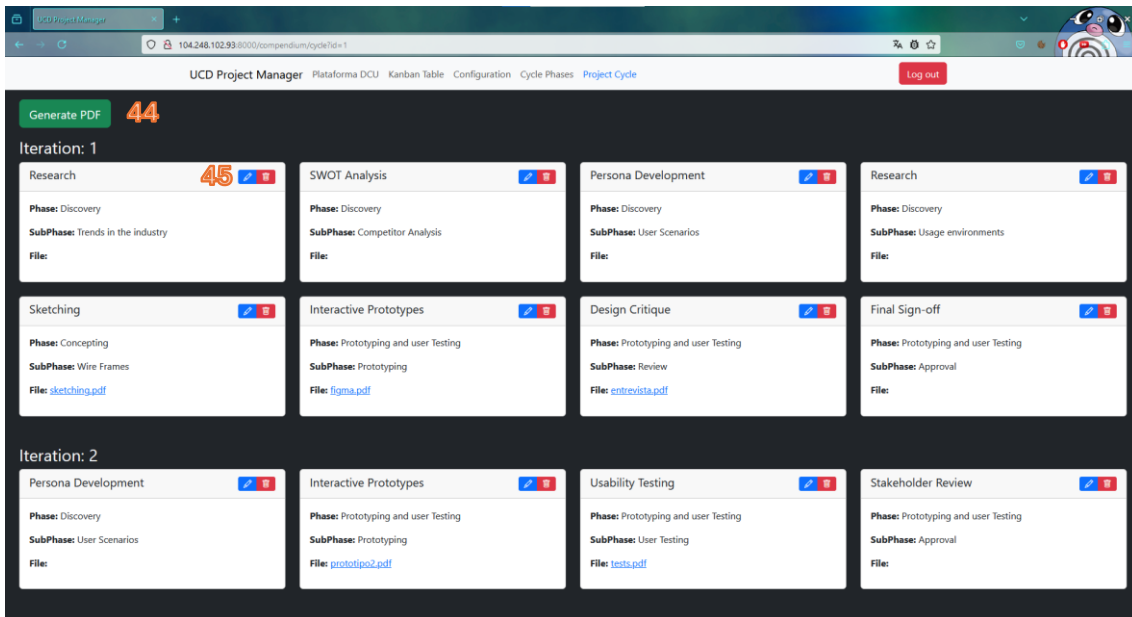 UCD Project Manager
104.248.102.93:8000/compendium/cycle?id=1
UCD Project Manager Plataforma DCU Kanban Table Configuration Cycle Phases Project Cycle Log out
Generate PDF 44
Iteration: 1
Research 45 SWOT Analysis Persona Development Research
Phase: Discovery Phase: Discovery Phase: Discovery Phase: Discovery
SubPhase: Trends in the industry SubPhase: Competitor Analysis SubPhase: User Scenarios SubPhase: Usage environments
File: File: File: File:
Sketching Interactive Prototypes Design Critique Final Sign-off
Phase: Concepting Phase: Prototyping and user Testing Phase: Prototyping and user Testing Phase: Prototyping and user Testing
SubPhase: Wire Frames SubPhase: Prototyping SubPhase: Review SubPhase: Approval
File: sketching.pdf File: figma.pdf File: entrevista.pdf File:
Iteration: 2
Persona Development Interactive Prototypes Usability Testing Stakeholder Review
Phase: Discovery Phase: Prototyping and user Testing Phase: Prototyping and user Testing Phase: Prototyping and user Testing
SubPhase: User Scenarios SubPhase: Prototyping SubPhase: User Testing SubPhase: Approval
File: File: prototipo2.pdf File: tests.pdf File: